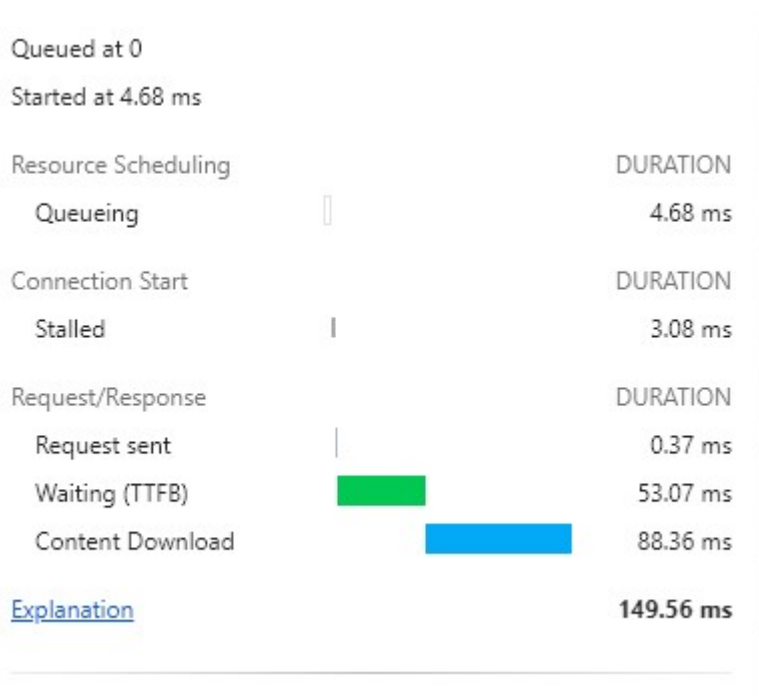 Queued at 0
Started at 4.68 ms
Resource Scheduling DURATION
Queueing 4.68 ms
Connection Start DURATION
Stalled 3.08 ms
Request/Response DURATION
Request sent 0.37 ms
Waiting (TTFB) 53.07 ms
Content Download 88.36 ms
Explanation 149.56 ms